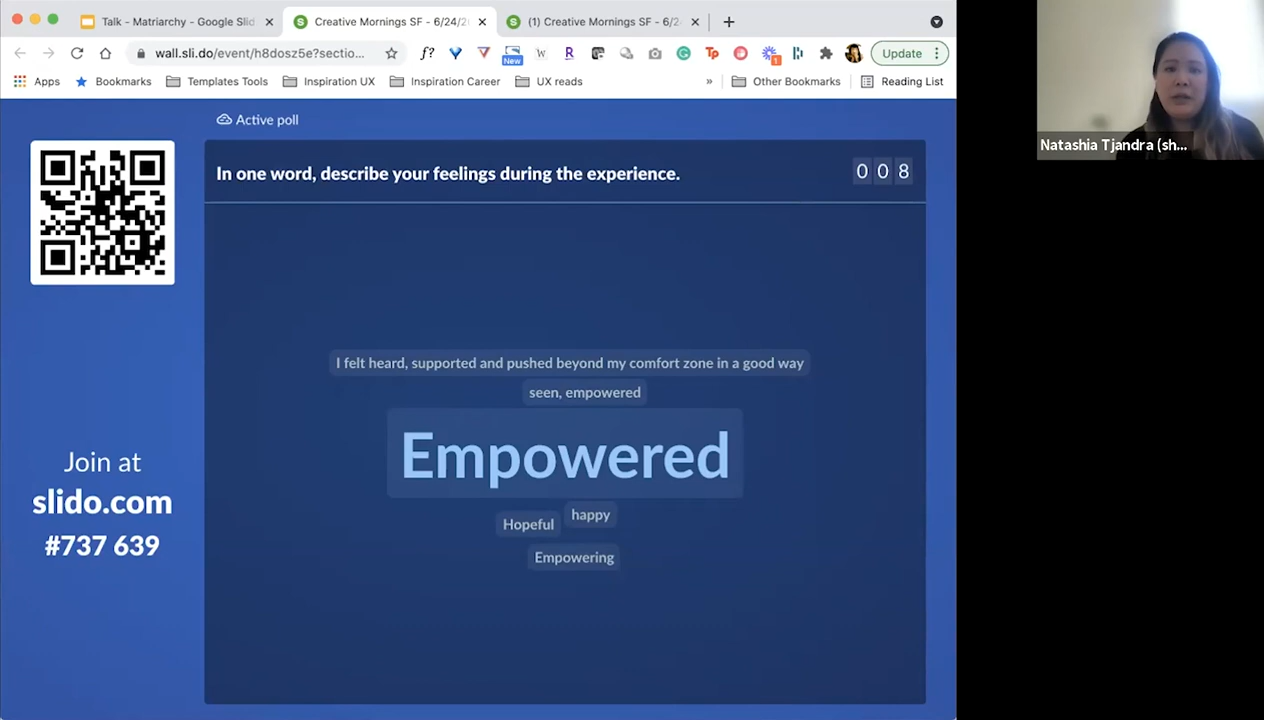 Talk - Matriarchy - Google Slid
Creative Mornings SF - 6/24/2
(1) Creative Mornings SF - 6/2
wall.sli.do/event/h8dosz5e?sectio...
f?
New
W
R
Tp
1
Update
Apps
Bookmarks
Templates Tools
Inspiration UX
Inspiration Career
UX reads
»
Other Bookmarks
Reading List
Active poll
In one word, describe your feelings during the experience.
008
I felt heard, supported and pushed beyond my comfort zone in a good way
seen, empowered
Empowered
happy
Hopeful
Empowering
Join at
slido.com
#737 639
Natashia Tjandra (sh...